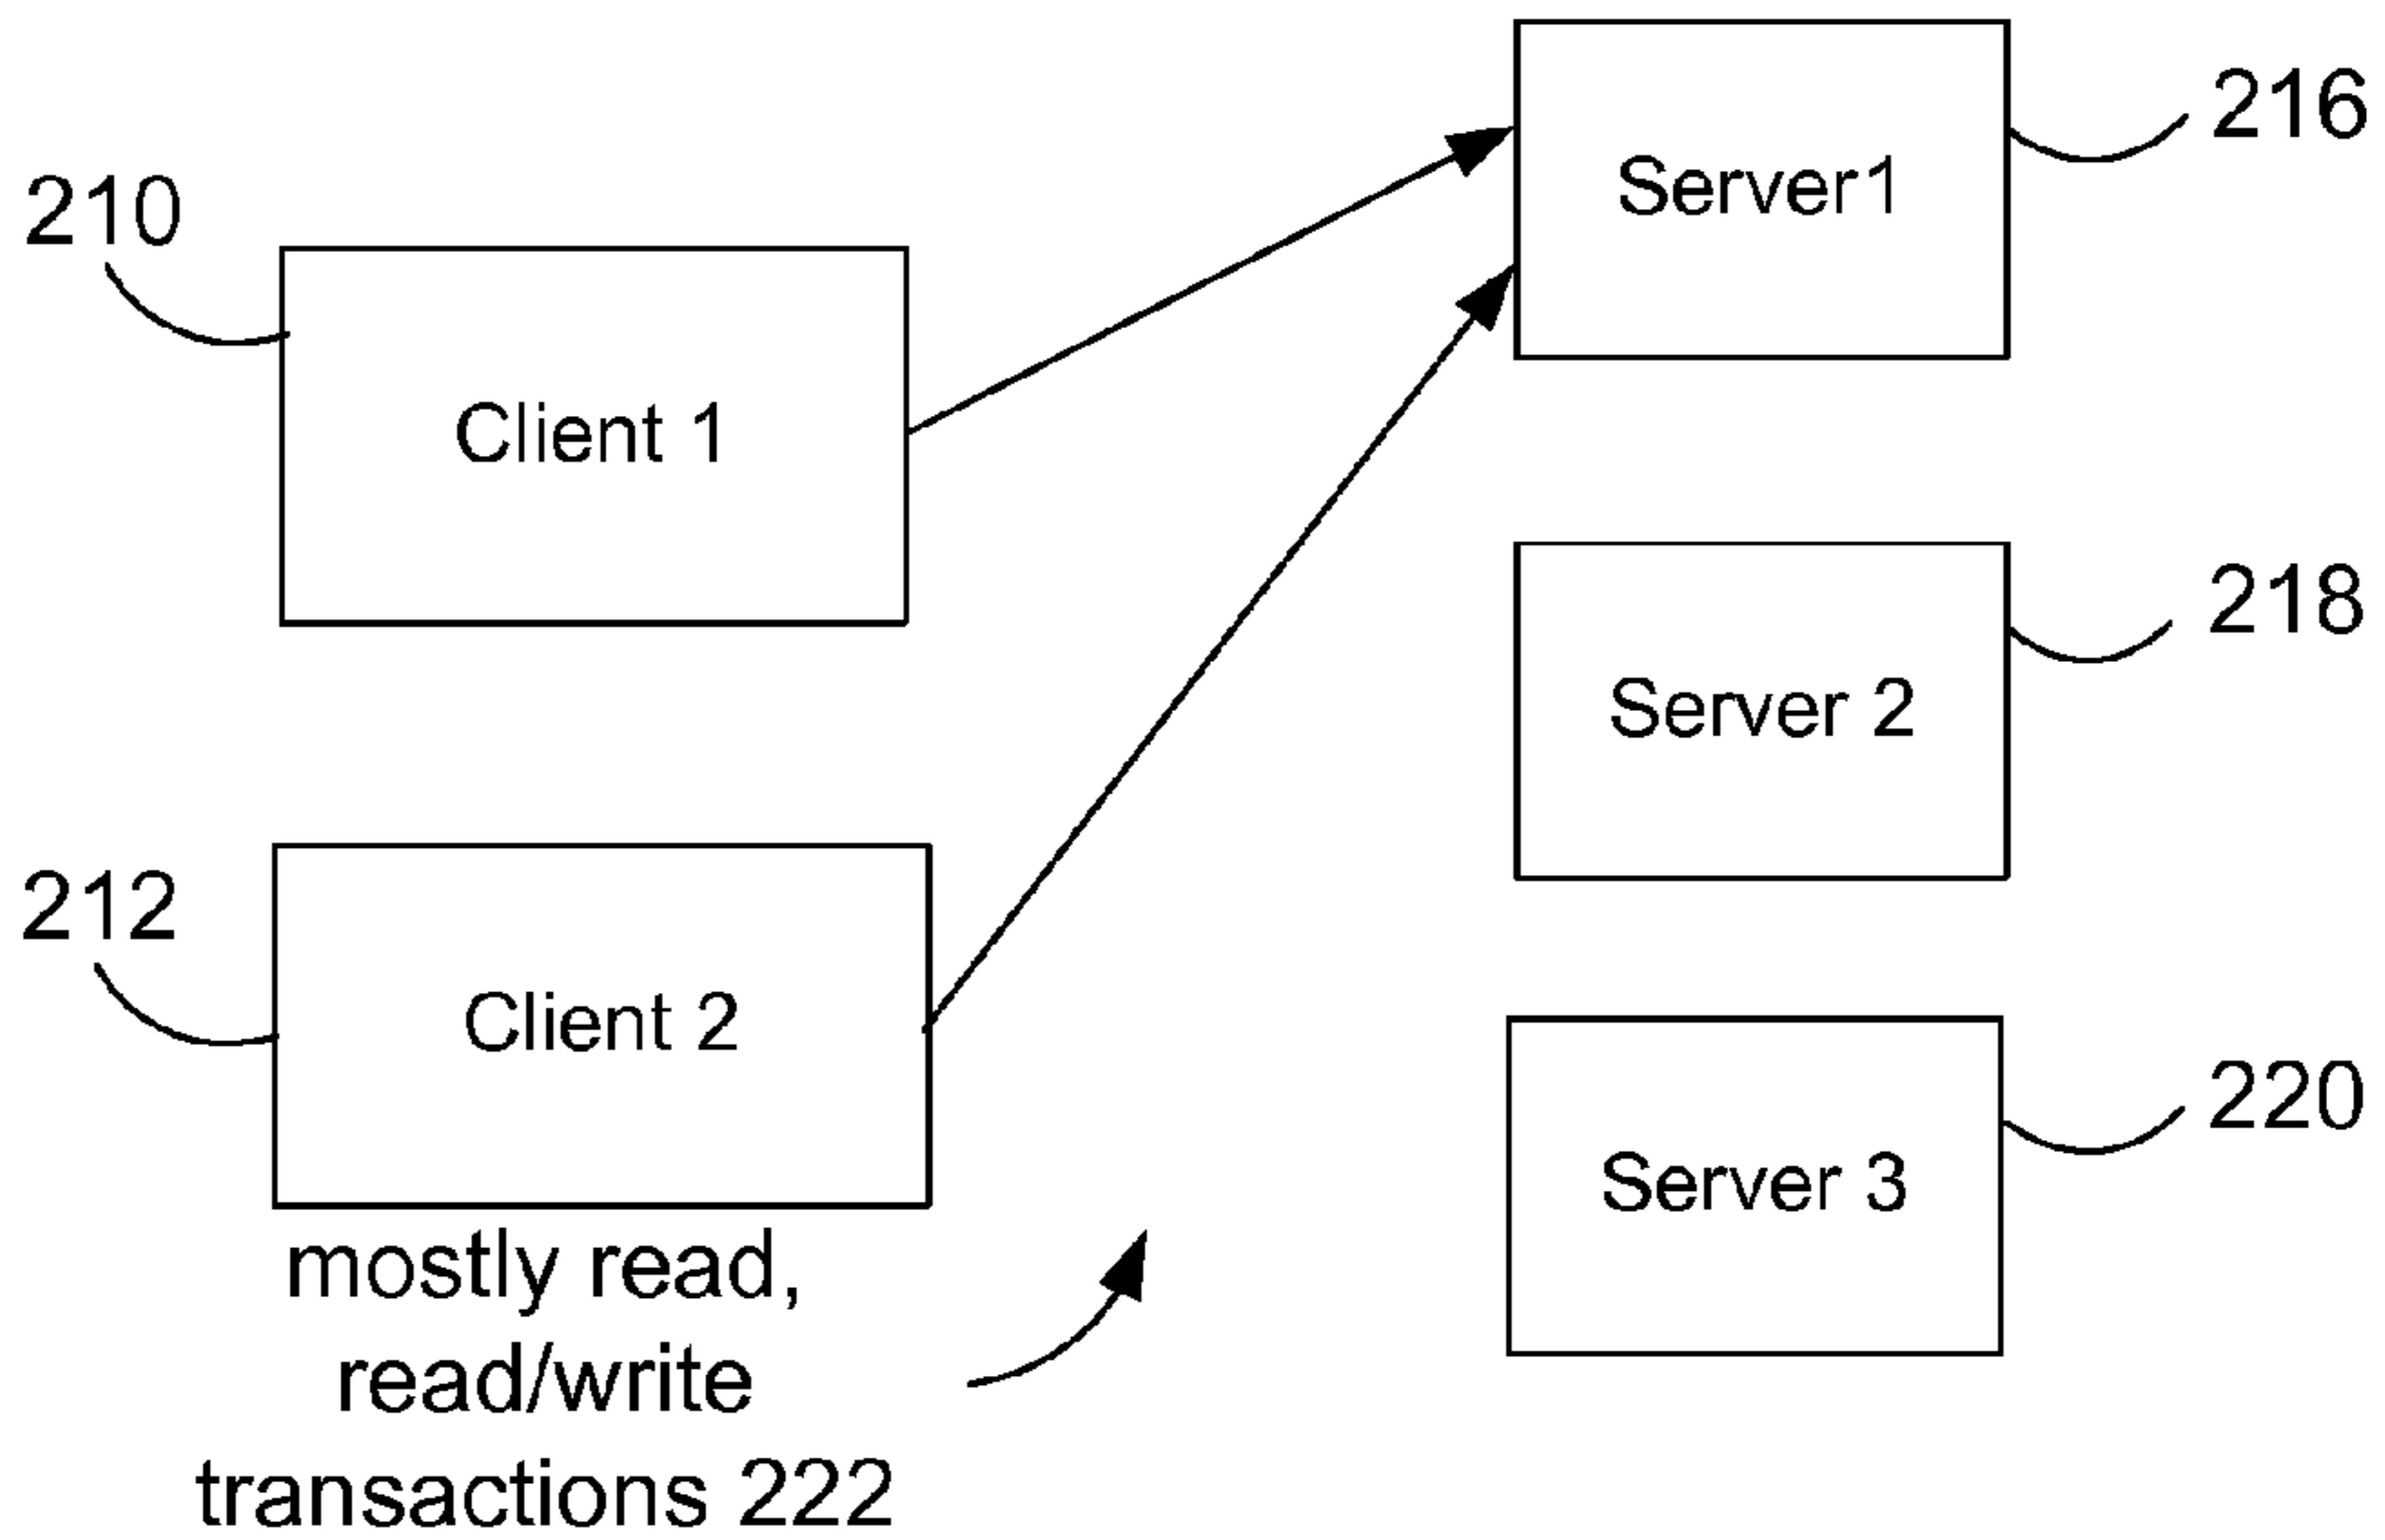 216
Server1
210
Client 1
218
Server 2
212
Client 2
220
Server 3
mostly read,
read/write
transactions 222